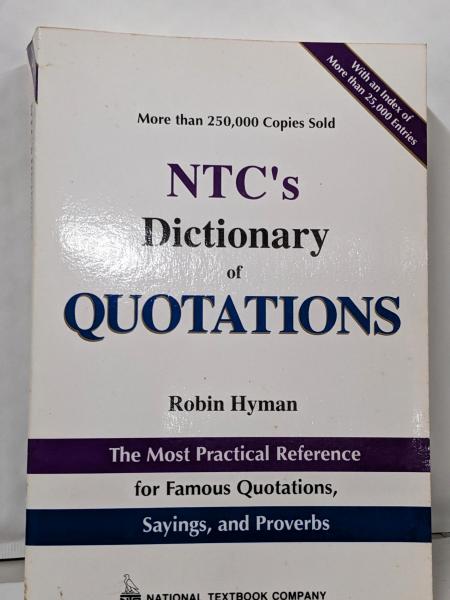 With an Index of
More than 25,000 Entries
More than 250,000 Copies Sold
NTC's
Dictionary
of
QUOTATIONS
Robin Hyman
The Most Practical Reference
for Famous Quotations,
Sayings, and Proverbs
NATIONAL TEXTBOOK COMPANY